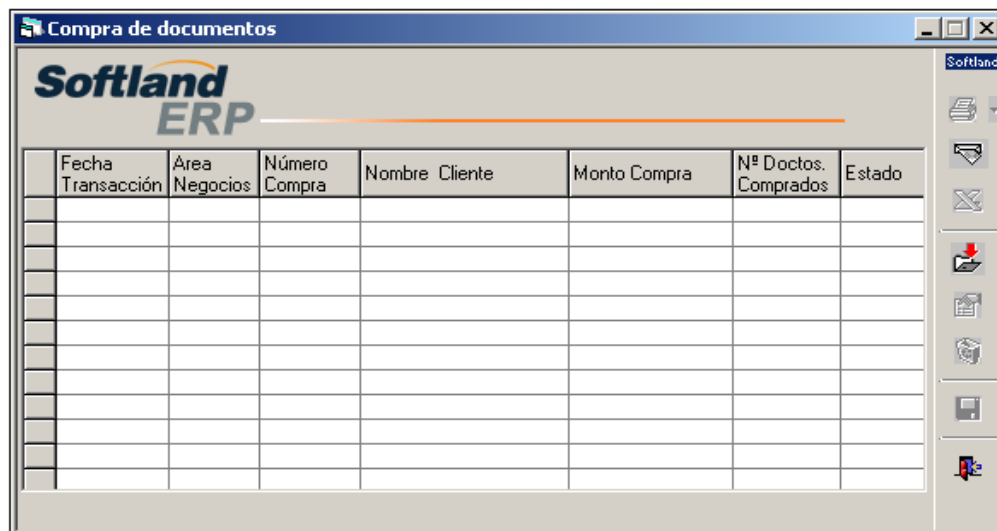 Compra de documentos
Softland
Softland
ERP
Fecha Transacción
Area Negocios
Número Compra
Nombre Cliente
Monto Compra
Nº Doctos. Comprados
Estado